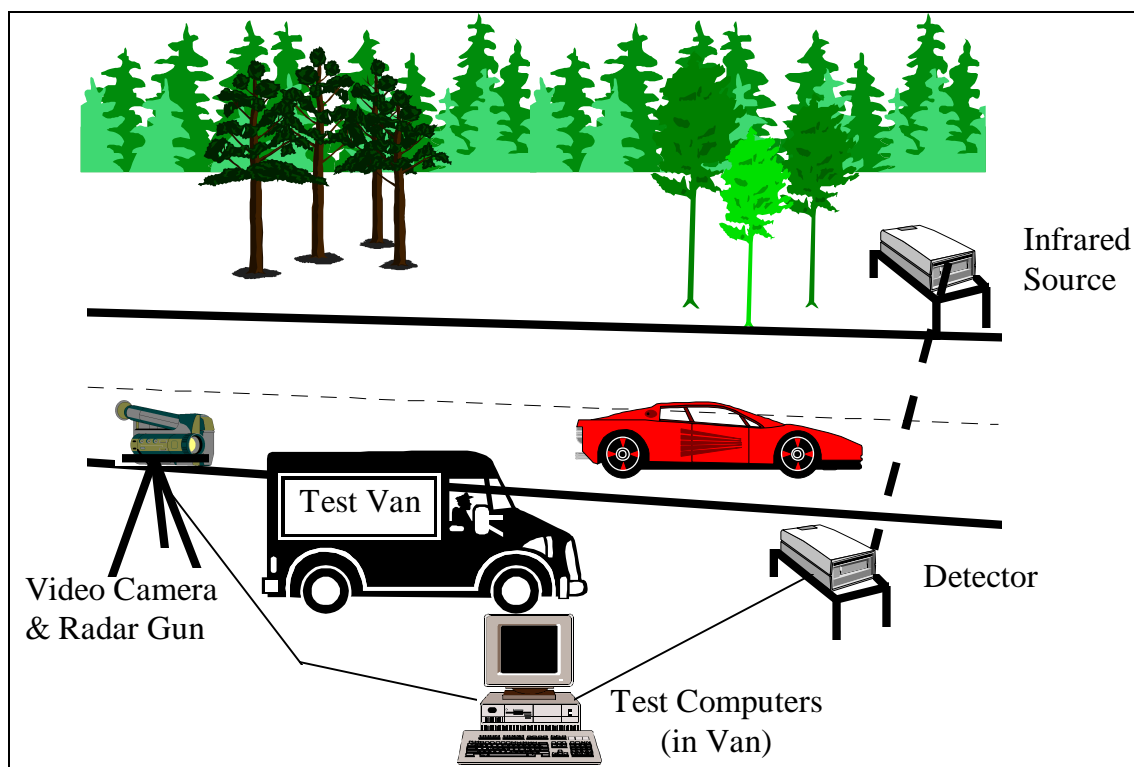 Infrared
Source
Test Van
Video Camera
& Radar Gun
Detector
Test Computers
(in Van)